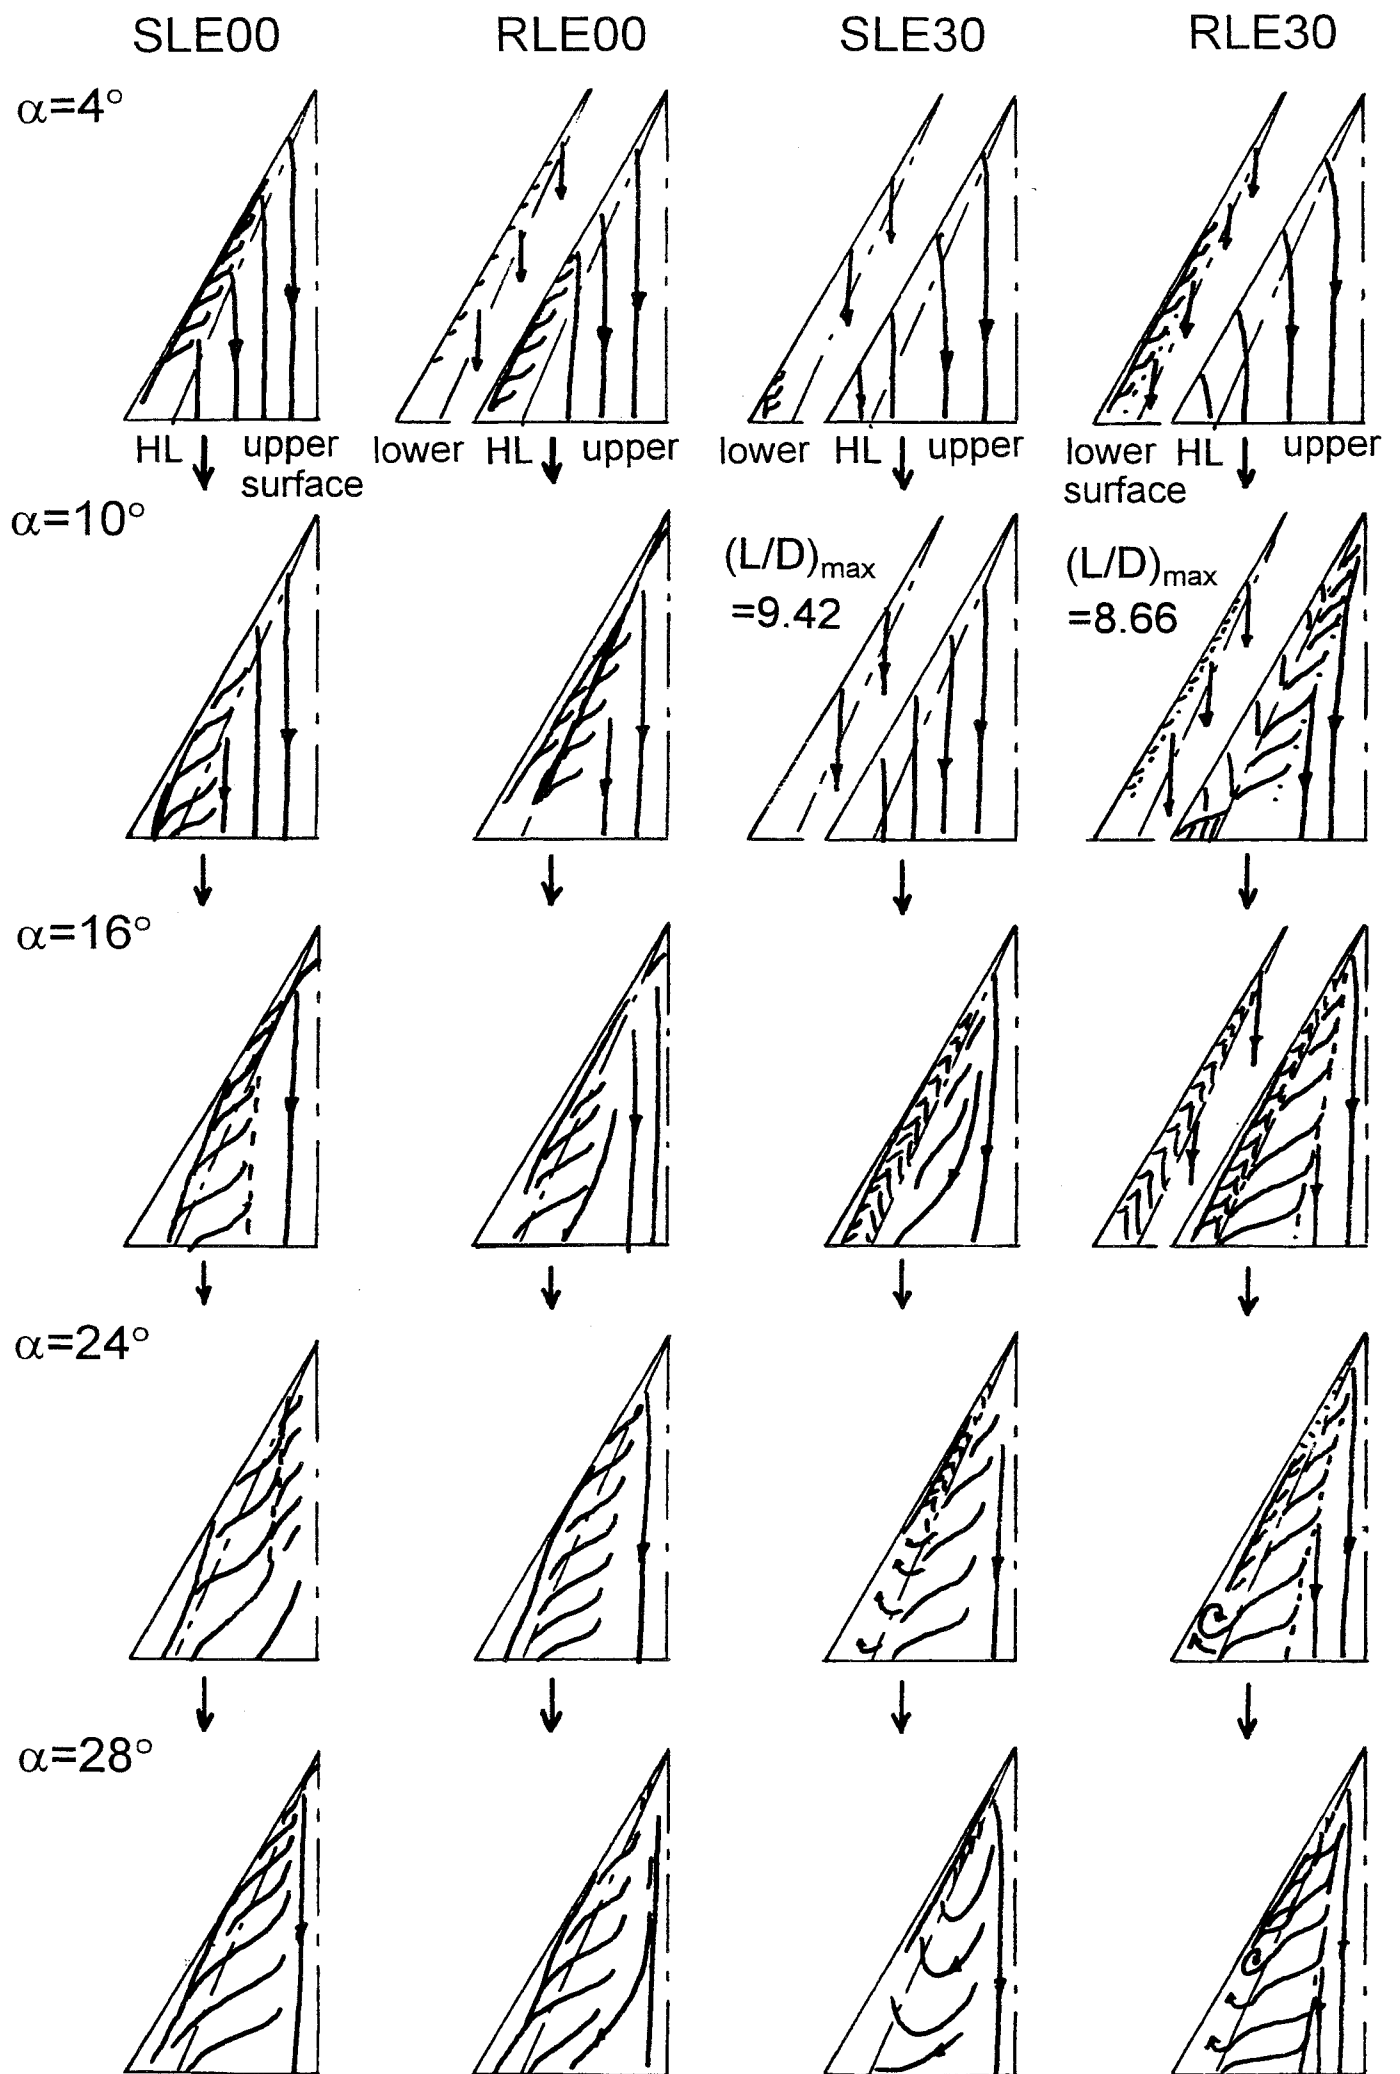 SLE00 RLE00 SLE30 RLE30
α=4°
HL upper lower HL upper lower HL upper lower HL upper
surface surface
α=10°
(L/D)max (L/D)max
=9.42 =8.66
α=16°
α=24°
α=28°